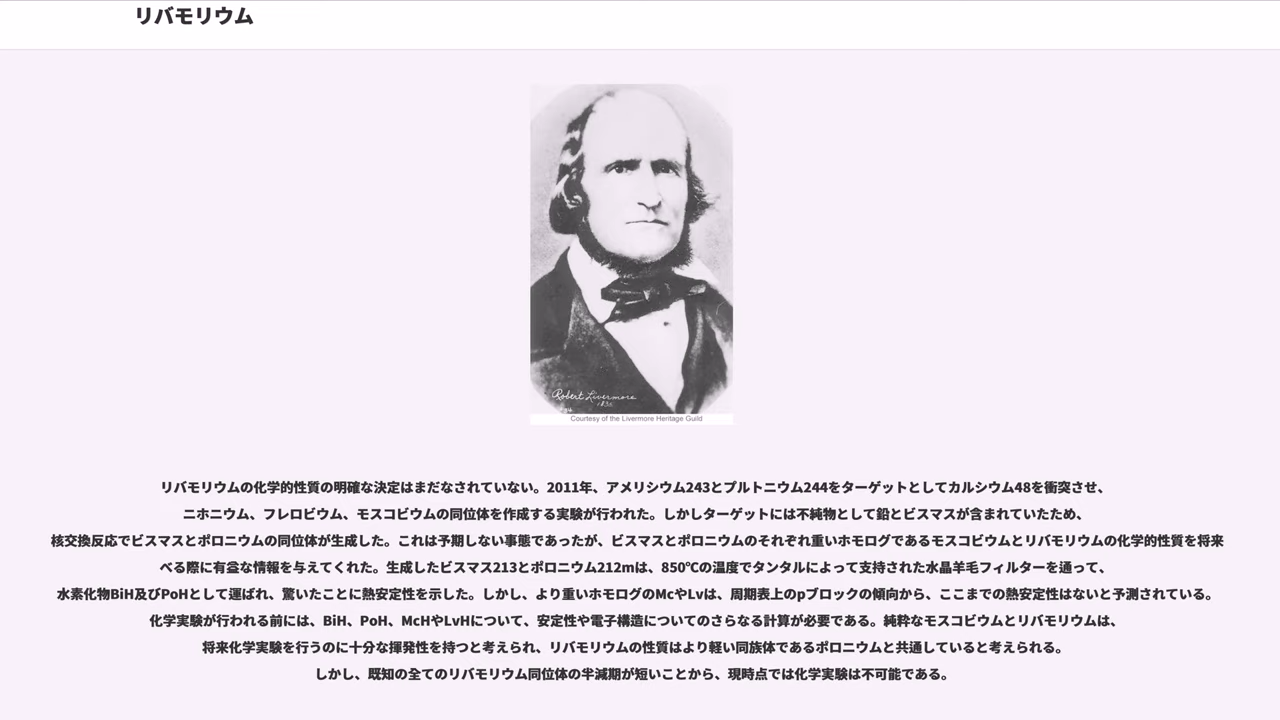 リバモリウム
Robert Livermore
Courtesy of the Livermore Heritage Guild
リバモリウムの化学的性質の明確な決定はまだなされていない。2011年、アメリシウム243とプルトニウム244をターゲットとしてカルシウム48を衝突させ、
ニホニウム、フレロビウム、モスコビウムの同位体を作成する実験が行われた。しかしターゲットには不純物として鉛とビスマスが含まれていたため、
核交換反応でビスマスとポロニウムの同位体が生成した。これは予期しない事態であったが、ビスマスとポロニウムのそれぞれ重いホモログであるモスコビウムとリバモリウムの化学的性質を将来
べる際に有益な情報を与えてくれた。生成したビスマス213とポロニウム212mは、850℃の温度でタンタルによって支持された水晶羊毛フィルターを通って、
水素化物BiH及びPoHとして運ばれ、驚いたことに熱安定性を示した。しかし、より重いホモログのMcやLvは、周期表上のpブロックの傾向から、ここまでの熱安定性はないと予測されている。
化学実験が行われる前には、BiH、PoH、McHやLvHについて、安定性や電子構造についてのさらなる計算が必要である。純粋なモスコビウムとリバモリウムは、
将来化学実験を行うのに十分な揮発性を持つと考えられ、リバモリウムの性質はより軽い同族体であるポロニウムと共通していると考えられる。
しかし、既知の全てのリバモリウム同位体の半減期が短いことから、現時点では化学実験は不可能である。